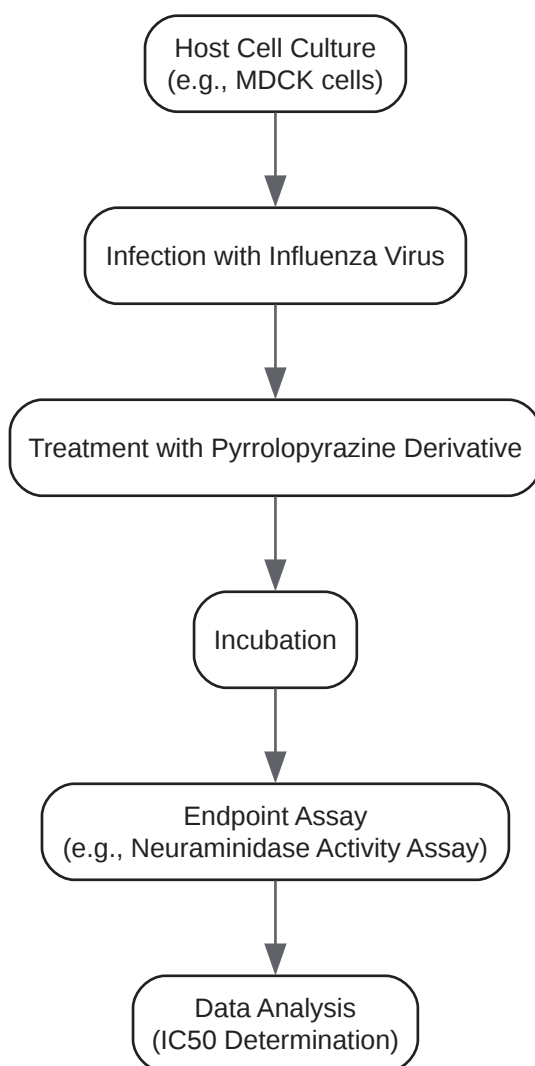 Host Cell Culture
(e.g., MDCK cells)
Infection with Influenza Virus
Treatment with Pyrrolopyrazine Derivative
Incubation
Endpoint Assay
(e.g., Neuraminidase Activity Assay)
Data Analysis
(IC50 Determination)